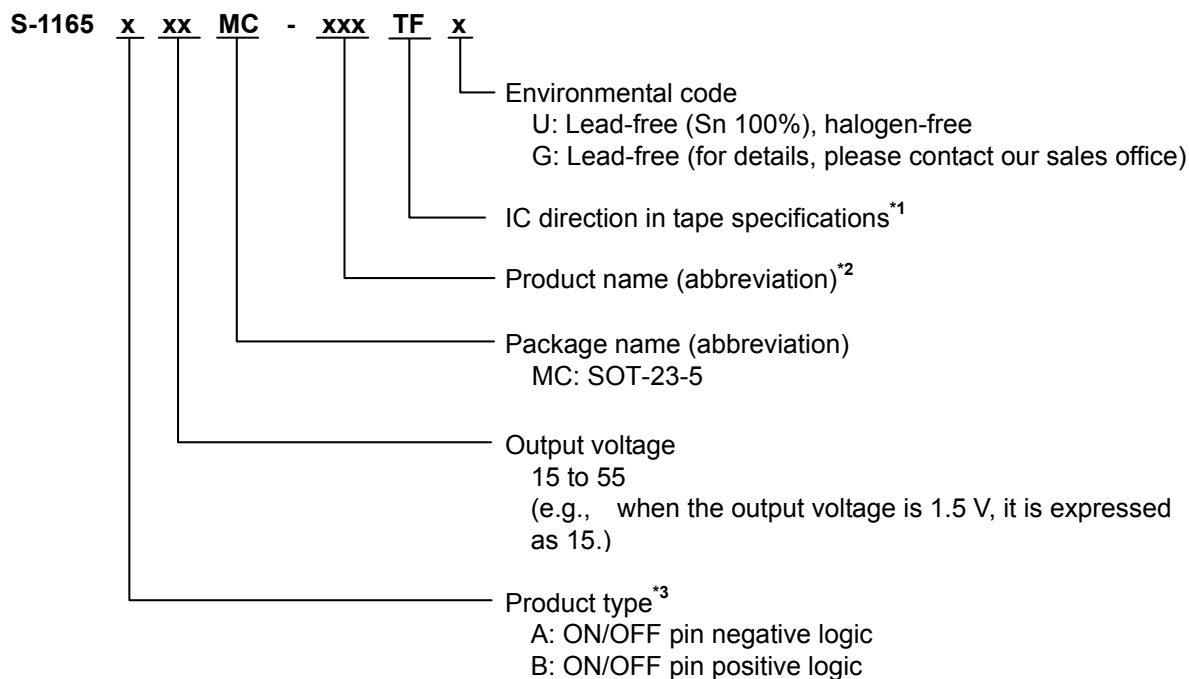 S-1165 x xx MC - xxx TF x
Environmental code
U: Lead-free (Sn 100%), halogen-free
G: Lead-free (for details, please contact our sales office)
IC direction in tape specifications*1
Product name (abbreviation)*2
Package name (abbreviation)
MC: SOT-23-5
Output voltage
15 to 55
(e.g., when the output voltage is 1.5 V, it is expressed
as 15.)
Product type*3
A: ON/OFF pin negative logic
B: ON/OFF pin positive logic